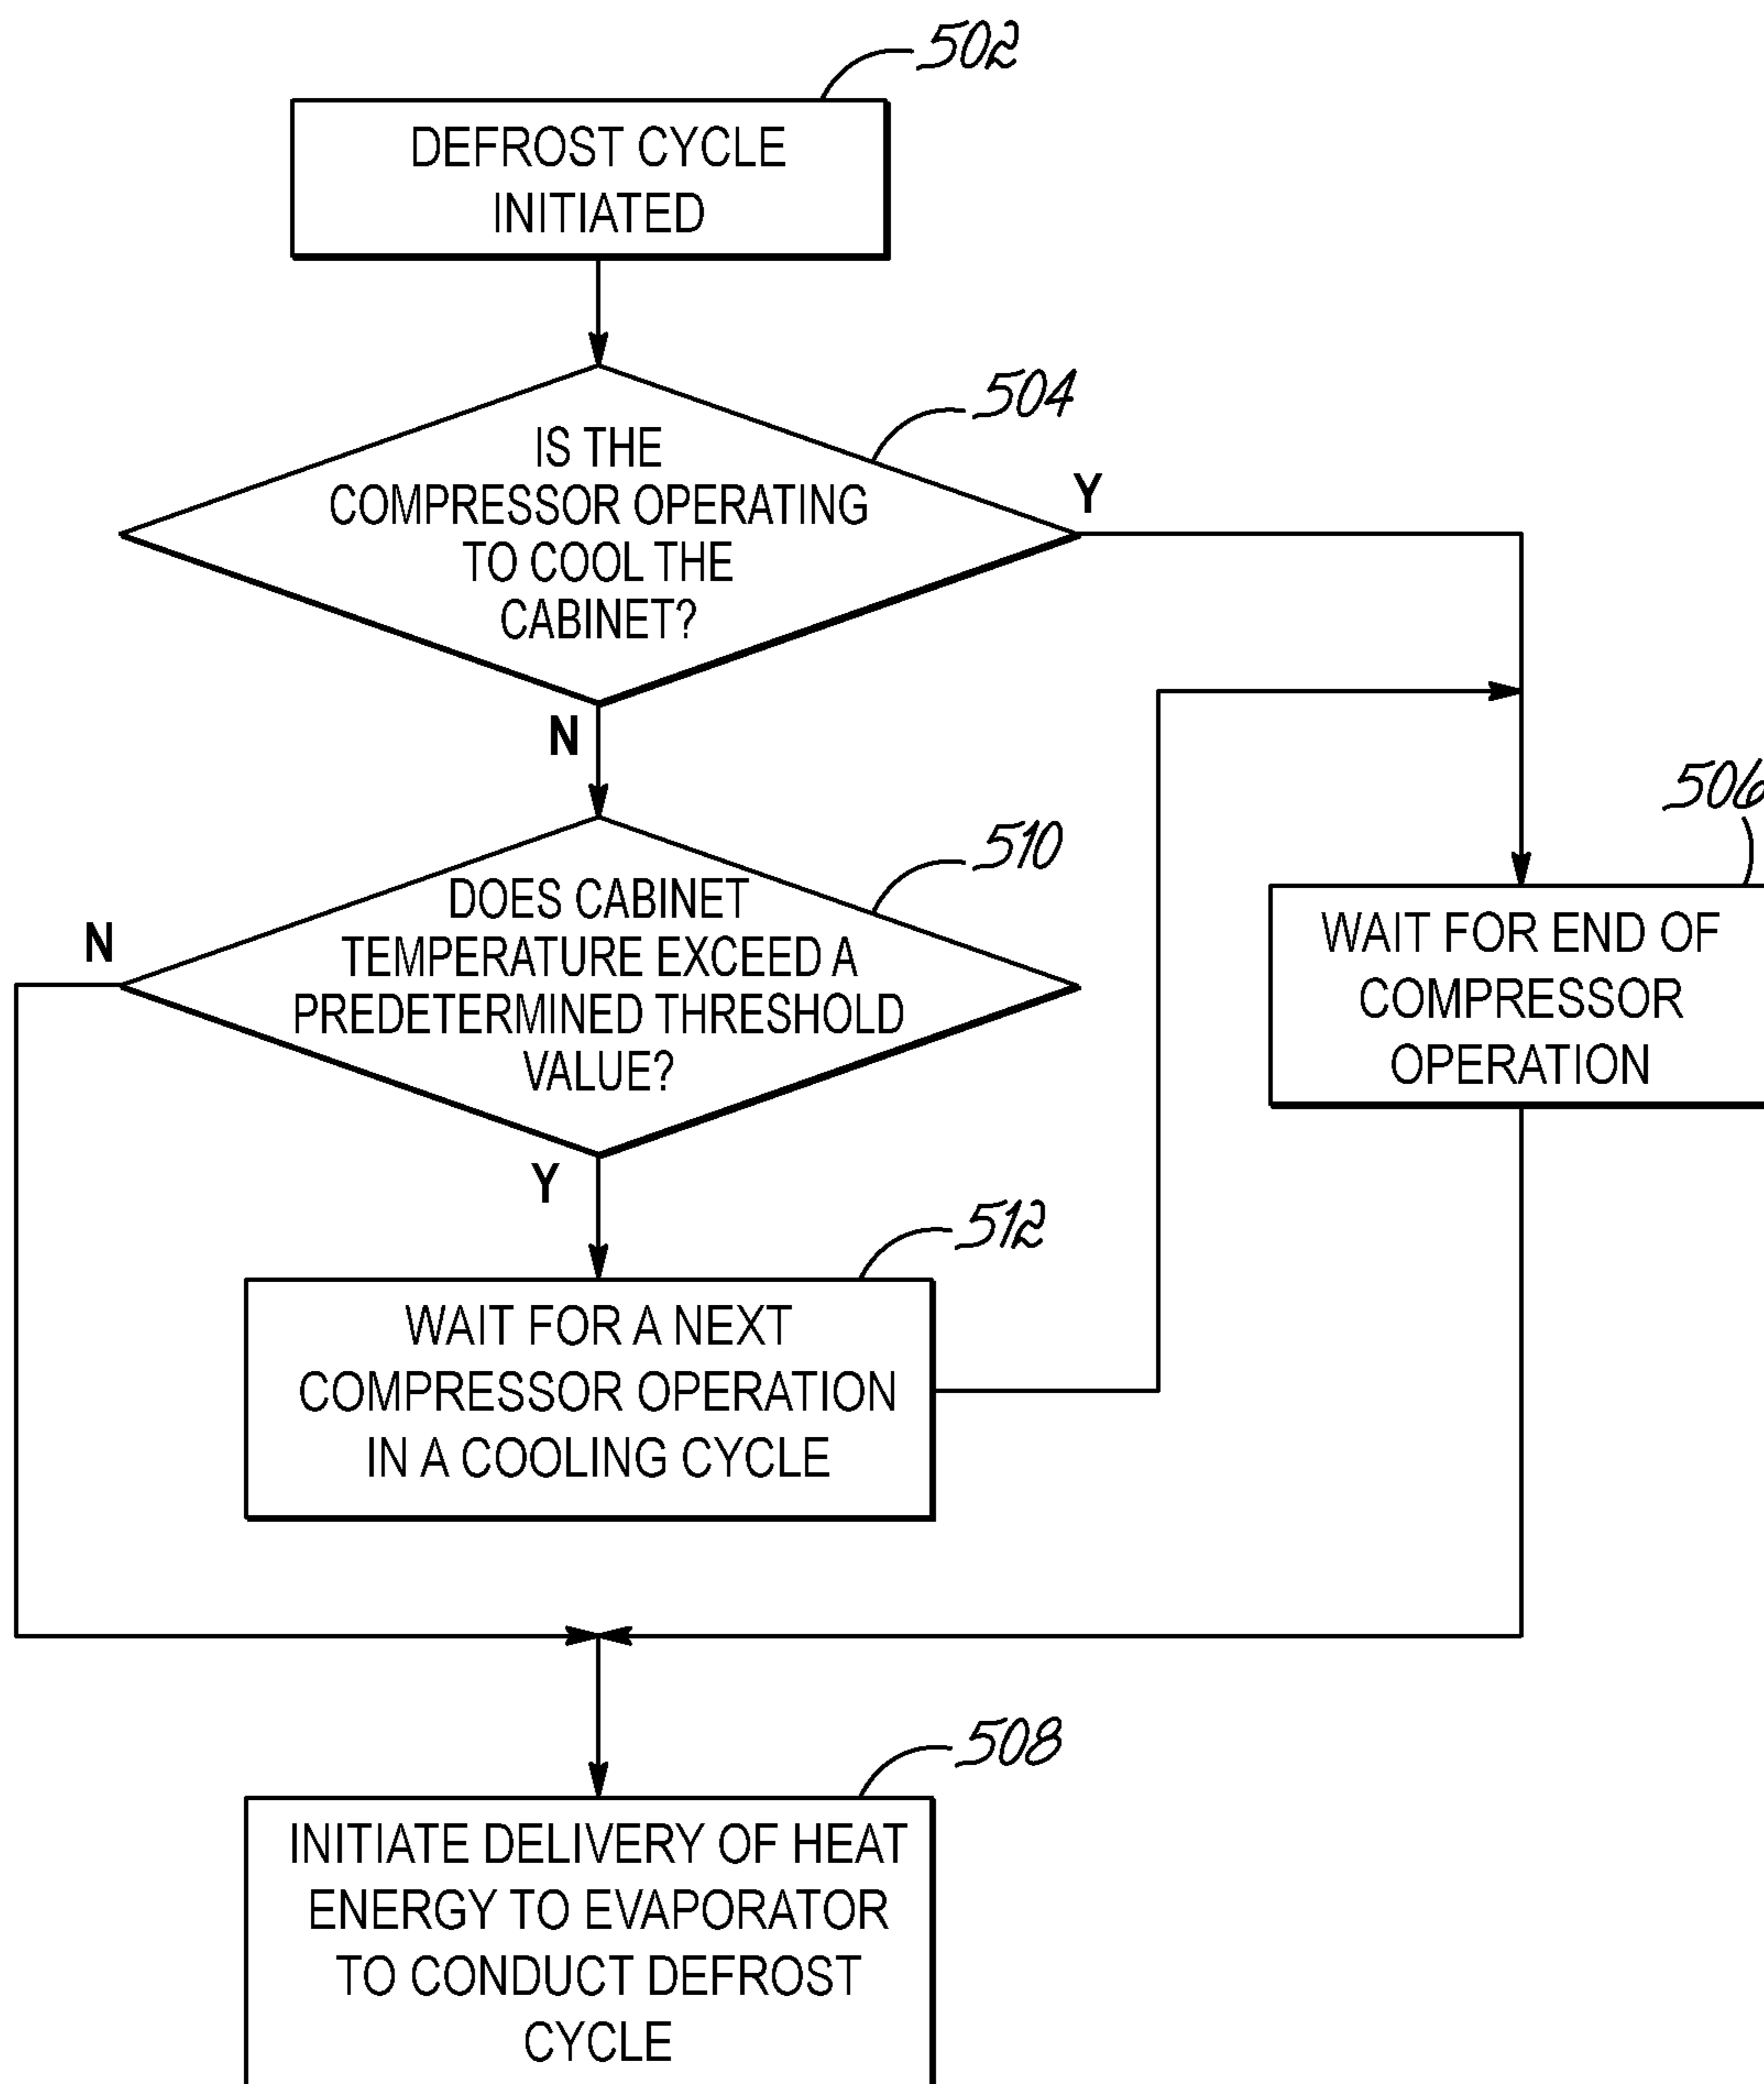 502
DEFROST CYCLE
INITIATED
504
IS THE
COMPRESSOR OPERATING
TO COOL THE
CABINET?
Y
N
506
510
DOES CABINET
TEMPERATURE EXCEED A
PREDETERMINED THRESHOLD
VALUE?
N
WAIT FOR END OF
COMPRESSOR
OPERATION
Y
512
WAIT FOR A NEXT
COMPRESSOR OPERATION
IN A COOLING CYCLE
508
INITIATE DELIVERY OF HEAT
ENERGY TO EVAPORATOR
TO CONDUCT DEFROST
CYCLE